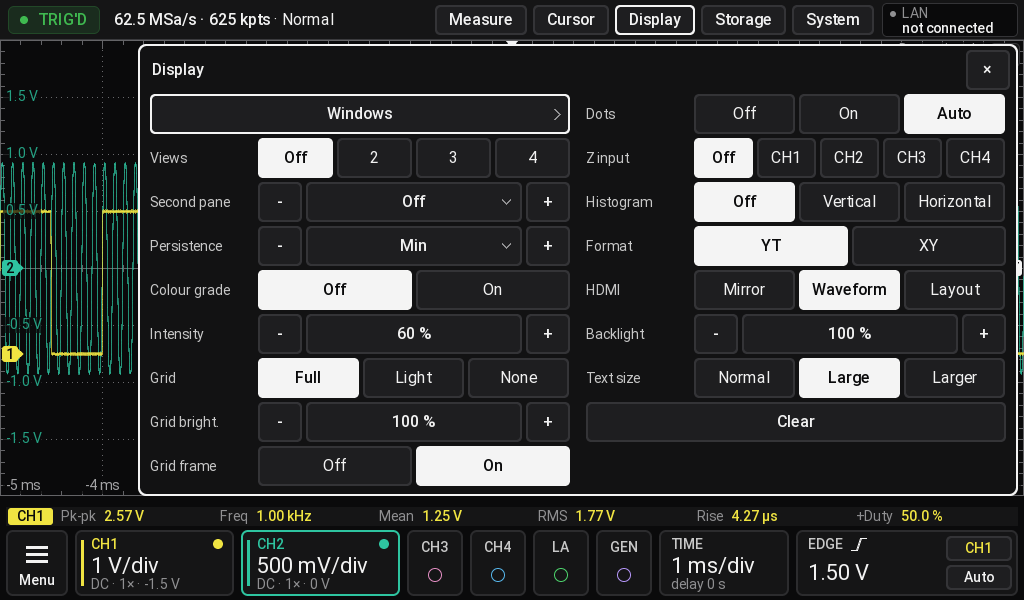 TRIG'D
62.5 MSa/s · 625 kpts · Normal
Measure
Cursor
Display
Storage
System
LAN
not connected
Display
×
Windows
Views
Off
2
3
4
Second pane
-
Off
+
Persistence
-
Min
+
Colour grade
Off
On
Intensity
-
60 %
+
Grid
Full
Light
None
Grid bright.
-
100 %
+
Grid frame
Off
On
Dots
Off
On
Auto
Z input
Off
CH1
CH2
CH3
CH4
Histogram
Off
Vertical
Horizontal
Format
YT
XY
HDMI
Mirror
Waveform
Layout
Backlight
-
100 %
+
Text size
Normal
Large
Larger
Clear
1.5 V
1.0 V
0.5 V
2
-0.5 V
1
-1.0 V
-1.5 V
-5 ms
-4 ms
CH1
Pk-pk 2.57 V
Freq 1.00 kHz
Mean 1.25 V
RMS 1.77 V
Rise 4.27 µs
+Duty 50.0 %
Menu
CH1
1 V/div
DC · 1× · -1.5 V
CH2
500 mV/div
DC · 1× · 0 V
CH3
CH4
LA
GEN
TIME
1 ms/div
delay 0 s
EDGE
1.50 V
CH1
Auto